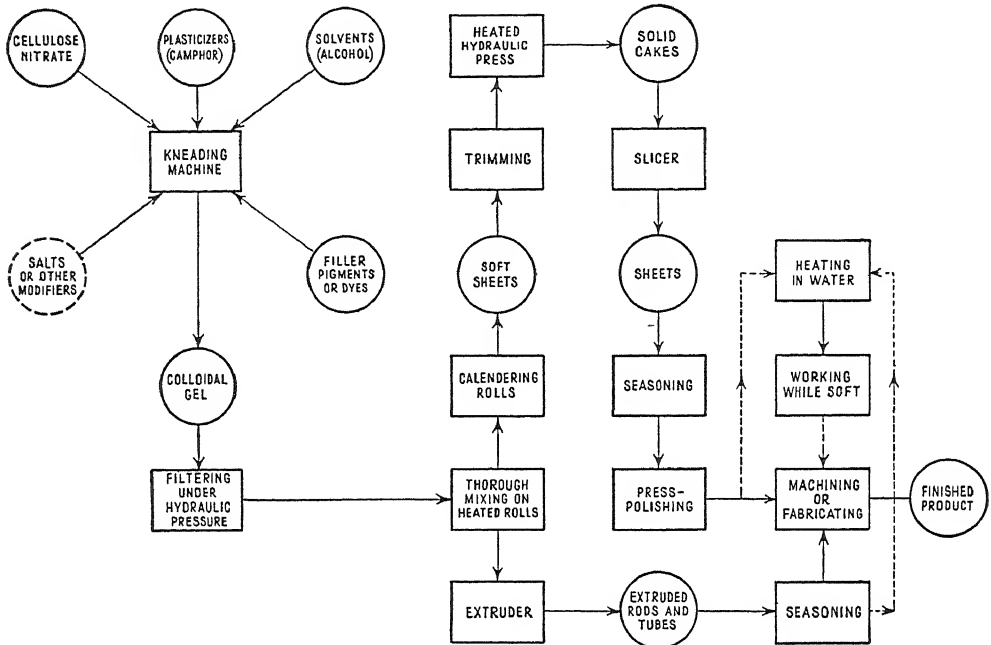 CELLULOSE
NITRATE
PLASTICIZERS
(CAMPHOR)
SOLVENTS
(ALCOHOL)
KNEADING
MACHINE
SALTS
OR OTHER
MODIFIERS
FILLER
PIGMENTS
OR DYES
COLLOIDAL
GEL
FILTERING
UNDER
HYDRAULIC
PRESSURE
HEATED
HYDRAULIC
PRESS
TRIMMING
SOFT
SHEETS
CALENDERING
ROLLS
THOROUGH
MIXING ON
HEATED ROLLS
EXTRUDER
SOLID
CAKES
SLICER
SHEETS
SEASONING
PRESS-
POLISHING
EXTRUDED
RODS AND
TUBES
HEATING
IN WATER
WORKING
WHILE SOFT
MACHINING
OR
FABRICATING
SEASONING
FINISHED
PRODUCT